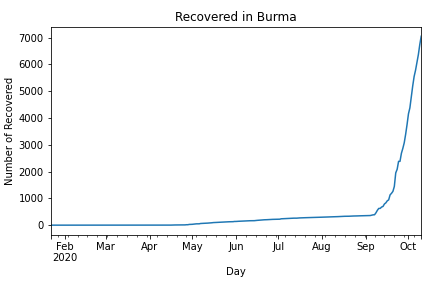 Recovered in Burma
Number of Recovered
7000
6000
5000
4000
3000
2000
1000
0
Feb Mar Apr May Jun Jul Aug Sep Oct
2020
Day